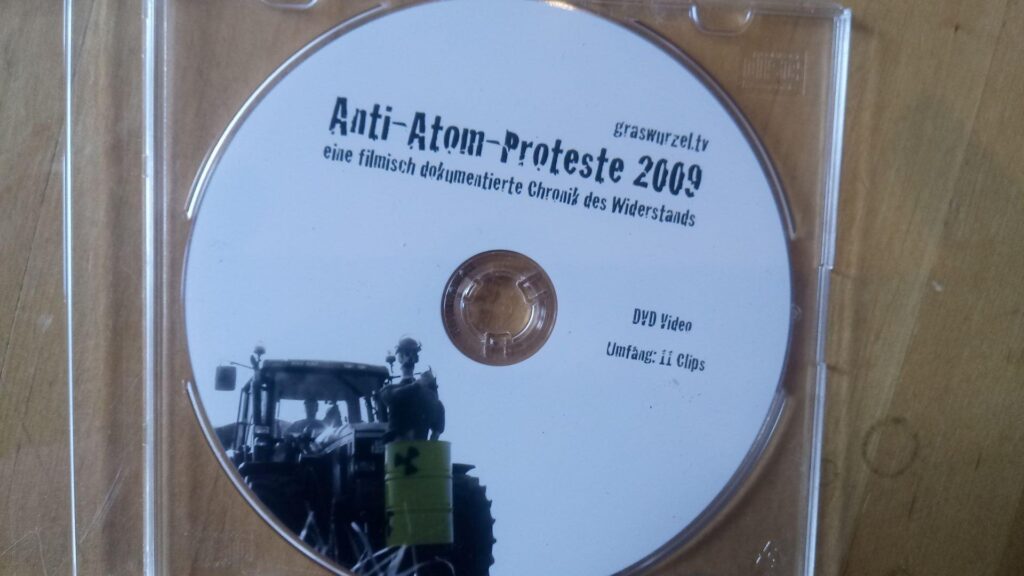 graswurzel.tv
Anti-Atom-Proteste 2009
eine filmisch dokumentierte Chronik des Widerstands
DVD Video
Umfang: 11 Clips